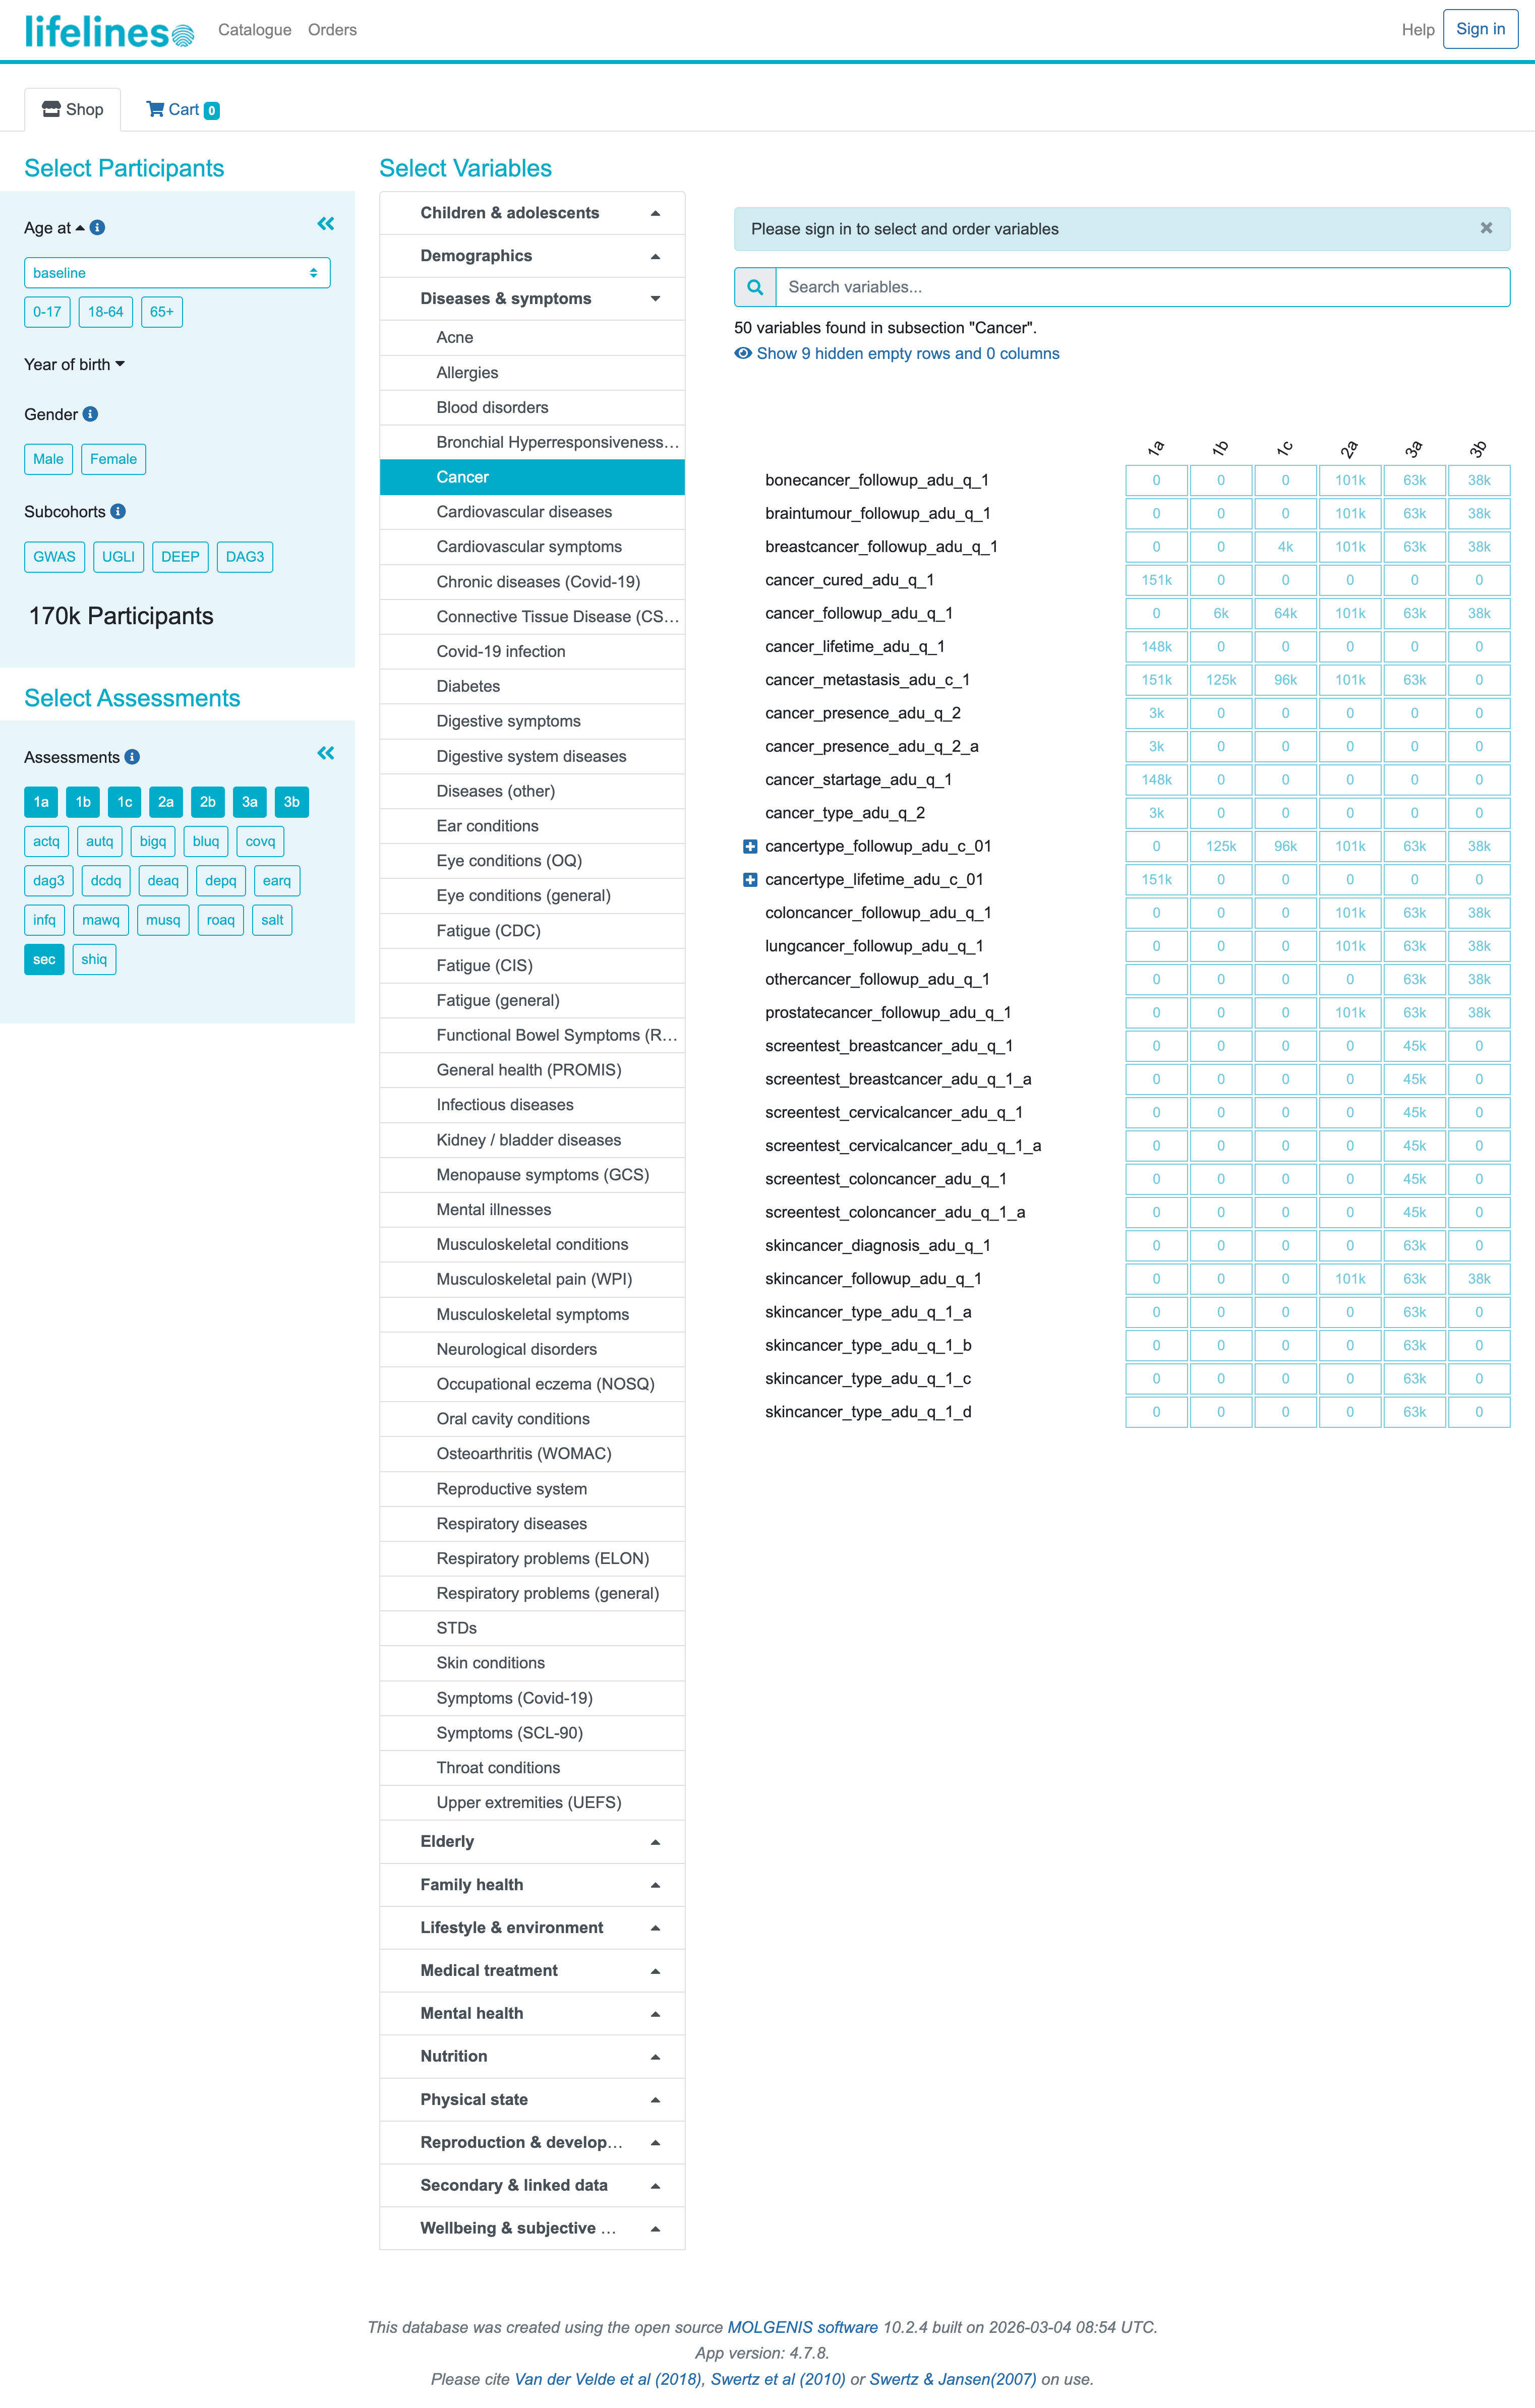 lifelines Catalogue Orders Help Sign in
Shop Cart 0
Select Participants
Age at
baseline
0-17 18-64 65+
Year of birth
Gender
Male Female
Subcohorts
GWAS UGLI DEEP DAG3
170k Participants
Select Assessments
Assessments
1a 1b 1c 2a 2b 3a 3b
actq autq bigq bluq covq
dag3 dcdq deaq depq earq
infq mawq musq roaq salt
sec shiq
Select Variables
Children & adolescents
Demographics
Diseases & symptoms
Acne
Allergies
Blood disorders
Bronchial Hyperresponsiveness…
Cancer
Cardiovascular diseases
Cardiovascular symptoms
Chronic diseases (Covid-19)
Connective Tissue Disease (CS…
Covid-19 infection
Diabetes
Digestive symptoms
Digestive system diseases
Diseases (other)
Ear conditions
Eye conditions (OQ)
Eye conditions (general)
Fatigue (CDC)
Fatigue (CIS)
Fatigue (general)
Functional Bowel Symptoms (R…
General health (PROMIS)
Infectious diseases
Kidney / bladder diseases
Menopause symptoms (GCS)
Mental illnesses
Musculoskeletal conditions
Musculoskeletal pain (WPI)
Musculoskeletal symptoms
Neurological disorders
Occupational eczema (NOSQ)
Oral cavity conditions
Osteoarthritis (WOMAC)
Reproductive system
Respiratory diseases
Respiratory problems (ELON)
Respiratory problems (general)
STDs
Skin conditions
Symptoms (Covid-19)
Symptoms (SCL-90)
Throat conditions
Upper extremities (UEFS)
Elderly
Family health
Lifestyle & environment
Medical treatment
Mental health
Nutrition
Physical state
Reproduction & develop…
Secondary & linked data
Wellbeing & subjective …
Please sign in to select and order variables ×
Search variables...
50 variables found in subsection "Cancer".
Show 9 hidden empty rows and 0 columns
1a 1b 1c 2a 3a 3b
bonecancer_followup_adu_q_1 0 0 0 101k 63k 38k
braintumour_followup_adu_q_1 0 0 0 101k 63k 38k
breastcancer_followup_adu_q_1 0 0 4k 101k 63k 38k
cancer_cured_adu_q_1 151k 0 0 0 0 0
cancer_followup_adu_q_1 0 6k 64k 101k 63k 38k
cancer_lifetime_adu_q_1 148k 0 0 0 0 0
cancer_metastasis_adu_c_1 151k 125k 96k 101k 63k 0
cancer_presence_adu_q_2 3k 0 0 0 0 0
cancer_presence_adu_q_2_a 3k 0 0 0 0 0
cancer_startage_adu_q_1 148k 0 0 0 0 0
cancer_type_adu_q_2 3k 0 0 0 0 0
cancertype_followup_adu_c_01 0 125k 96k 101k 63k 38k
cancertype_lifetime_adu_c_01 151k 0 0 0 0 0
coloncancer_followup_adu_q_1 0 0 0 101k 63k 38k
lungcancer_followup_adu_q_1 0 0 0 101k 63k 38k
othercancer_followup_adu_q_1 0 0 0 0 63k 38k
prostatecancer_followup_adu_q_1 0 0 0 101k 63k 38k
screentest_breastcancer_adu_q_1 0 0 0 0 45k 0
screentest_breastcancer_adu_q_1_a 0 0 0 0 45k 0
screentest_cervicalcancer_adu_q_1 0 0 0 0 45k 0
screentest_cervicalcancer_adu_q_1_a 0 0 0 0 45k 0
screentest_coloncancer_adu_q_1 0 0 0 0 45k 0
screentest_coloncancer_adu_q_1_a 0 0 0 0 45k 0
skincancer_diagnosis_adu_q_1 0 0 0 0 63k 0
skincancer_followup_adu_q_1 0 0 0 101k 63k 38k
skincancer_type_adu_q_1_a 0 0 0 0 63k 0
skincancer_type_adu_q_1_b 0 0 0 0 63k 0
skincancer_type_adu_q_1_c 0 0 0 0 63k 0
skincancer_type_adu_q_1_d 0 0 0 0 63k 0
This database was created using the open source MOLGENIS software 10.2.4 built on 2026-03-04 08:54 UTC.
App version: 4.7.8.
Please cite Van der Velde et al (2018), Swertz et al (2010) or Swertz & Jansen(2007) on use.